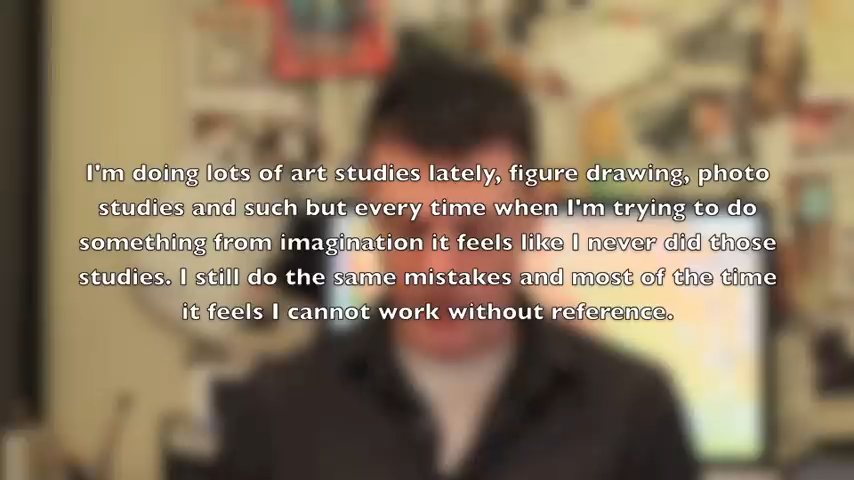 I'm doing lots of art studies lately, figure drawing, photo
studies and such but every time when I'm trying to do
something from imagination it feels like I never did those
studies. I still do the same mistakes and most of the time
it feels I cannot work without reference.